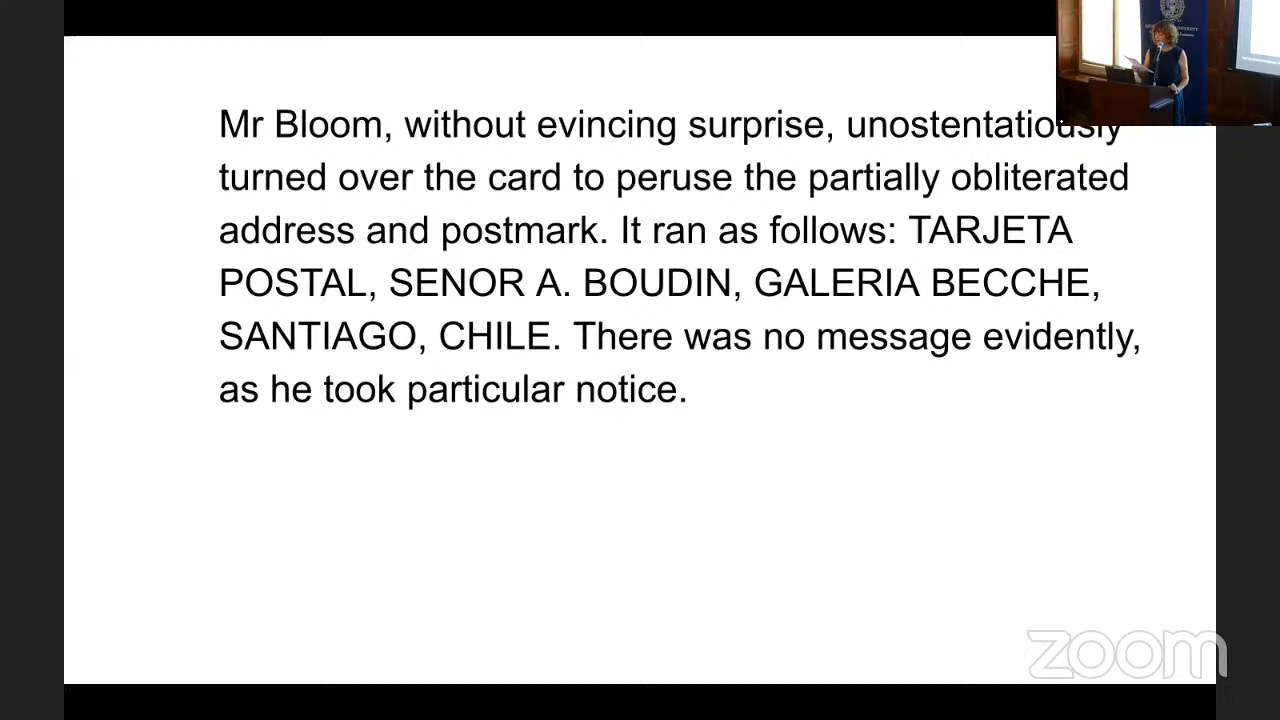 Mr Bloom, without evincing surprise, unostentatiously
turned over the card to peruse the partially obliterated
address and postmark. It ran as follows: TARJETA
POSTAL, SENOR A. BOUDIN, GALERIA BECCHE,
SANTIAGO, CHILE. There was no message evidently,
as he took particular notice.
zoom